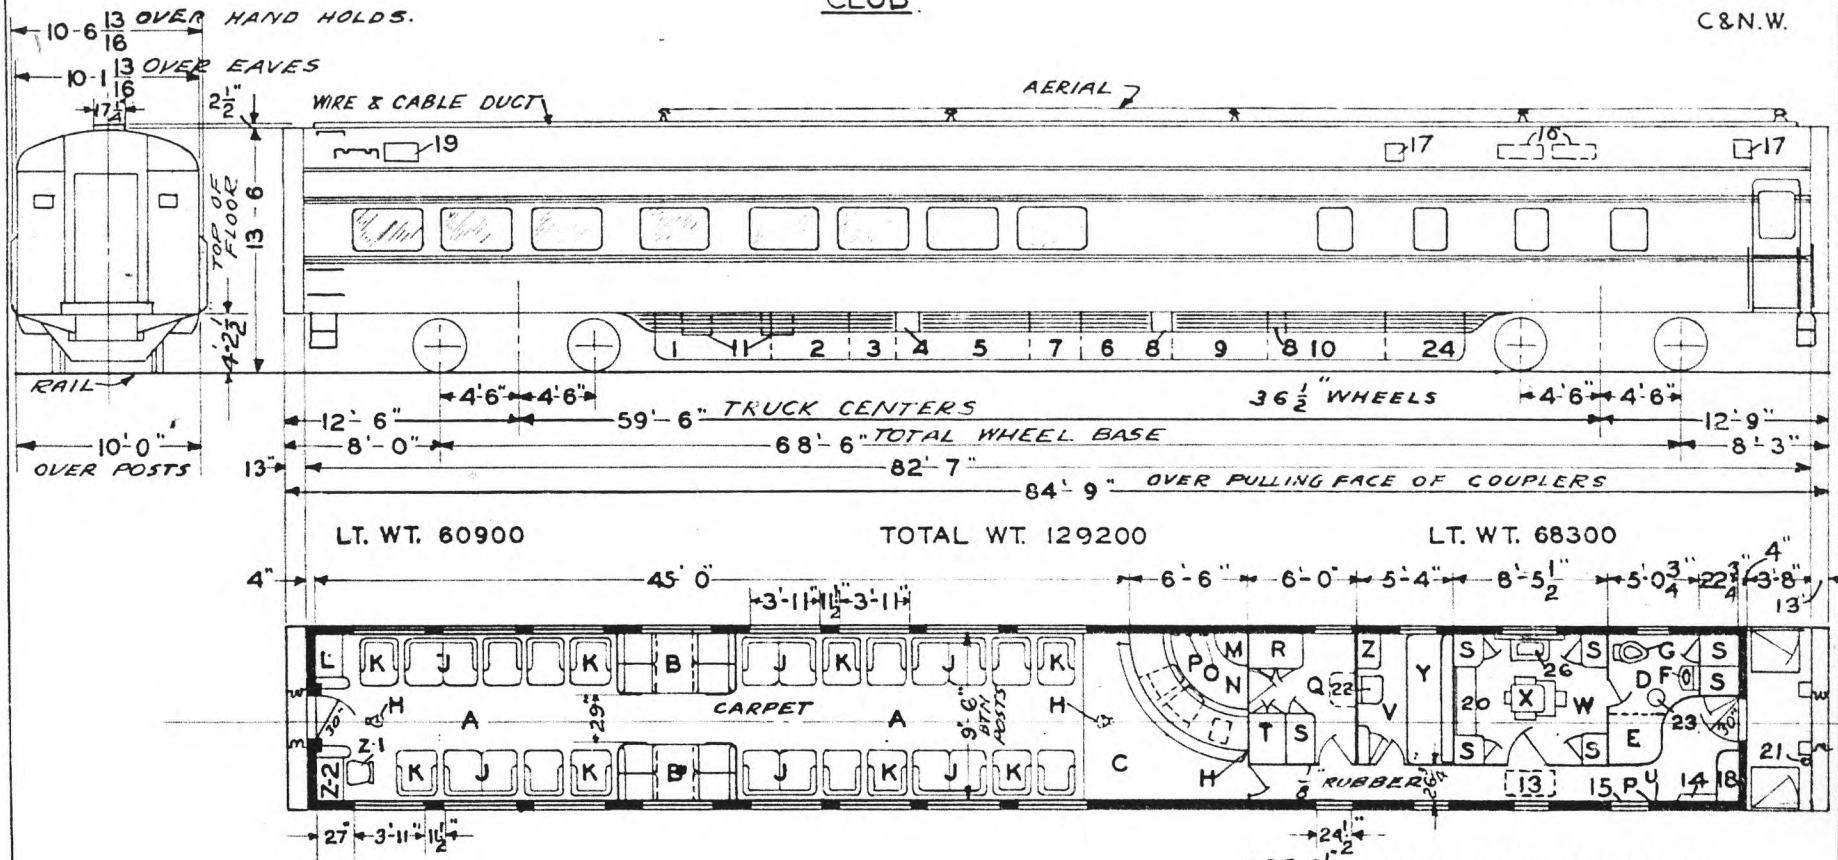 CLUB.
C&N.W.
10-6 13/16 OVER HAND HOLDS.
10-1 13/16 OVER EAVES
17 1/4"
2 1/2"
WIRE & CABLE DUCT
AERIAL
19
17
16
17
TOP OF FLOOR
13-6
4-2 1/2
1 11 2 3 4 5 7 6 8 9 8 10 24
RAIL
4'-6" 4'-6"
36 1/2" WHEELS
4'-6" 4'-6"
12'-6" 59'-6" TRUCK CENTERS 12'-9"
10'-0" OVER POSTS
8'-0" 68'-6" TOTAL WHEEL BASE 8'-3"
13" 82'-7"
84'-9" OVER PULLING FACE OF COUPLERS
LT. WT. 60900 TOTAL WT. 129200 LT. WT. 68300
4" 45'0" 6'-6" 6'-0" 5'-4" 8'-5 1/2" 5'-0 3/4" 22 3/4" 4" 3'-8"
13"
3'-11" 1 1/2 3'-11"
L K J K B J K J K P O M N R Z Y S 26 S G S
D F S
H A 29" CARPET A 9'-6" BTN POSTS H Q 22 V 20 X W 23
30" 30"
Z-1 Z-2 K J K B J K J K C H T S S S E 21
RUBBER 13 15 P U 14 18
27" 3'-11" 1 1/2" 24 1/2"